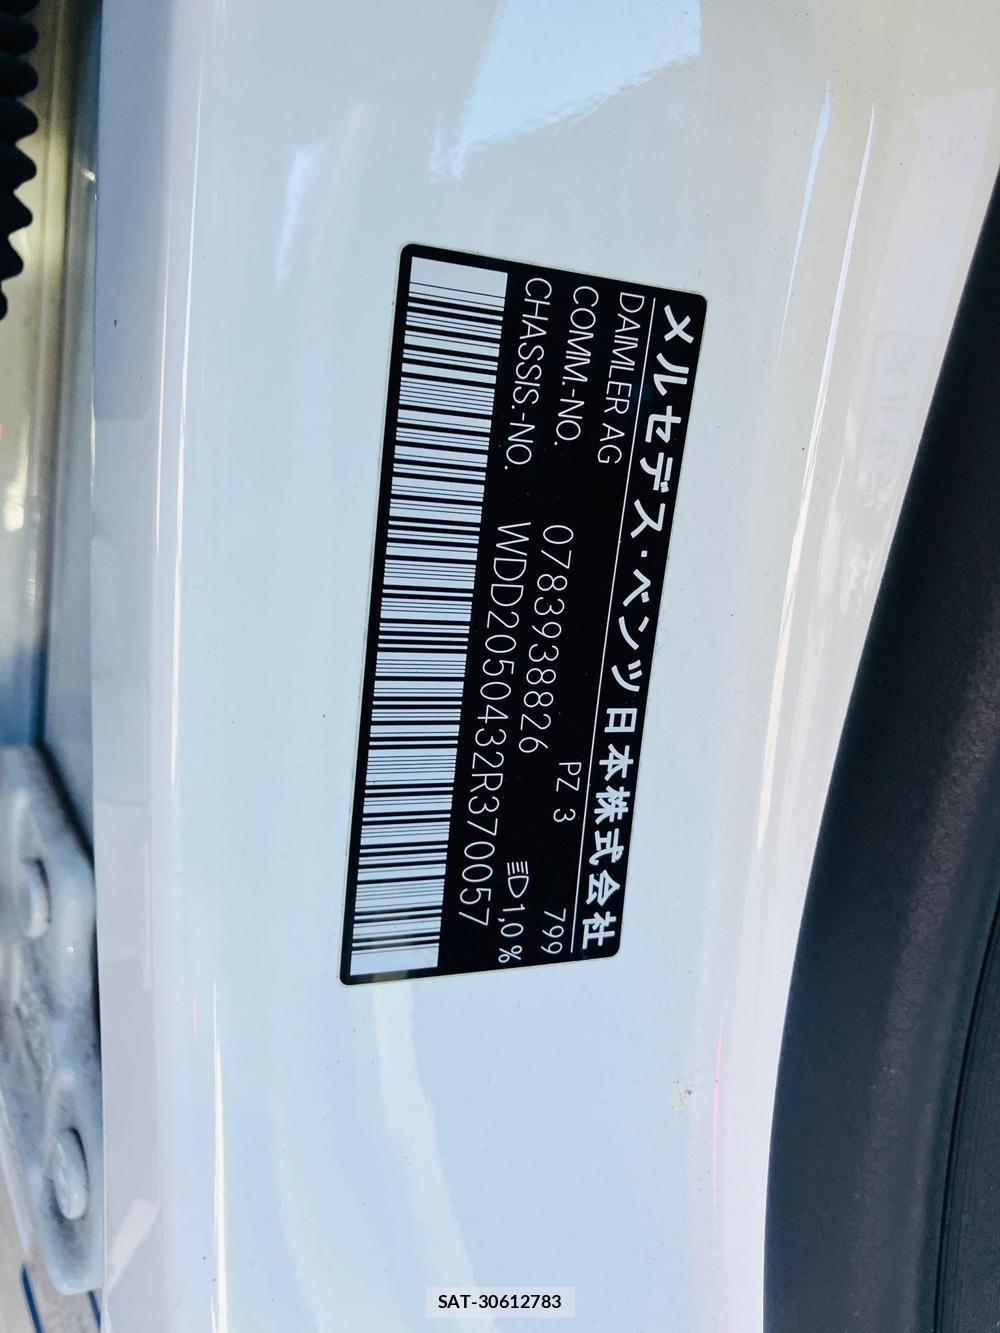 メルセデス・ベンツ日本株式会社
DAIMLER AG
COMM.-NO. 0783938826 PZ 3 799
CHASSIS.-NO. WDD2050432R370057 1,0 %
SAT-30612783